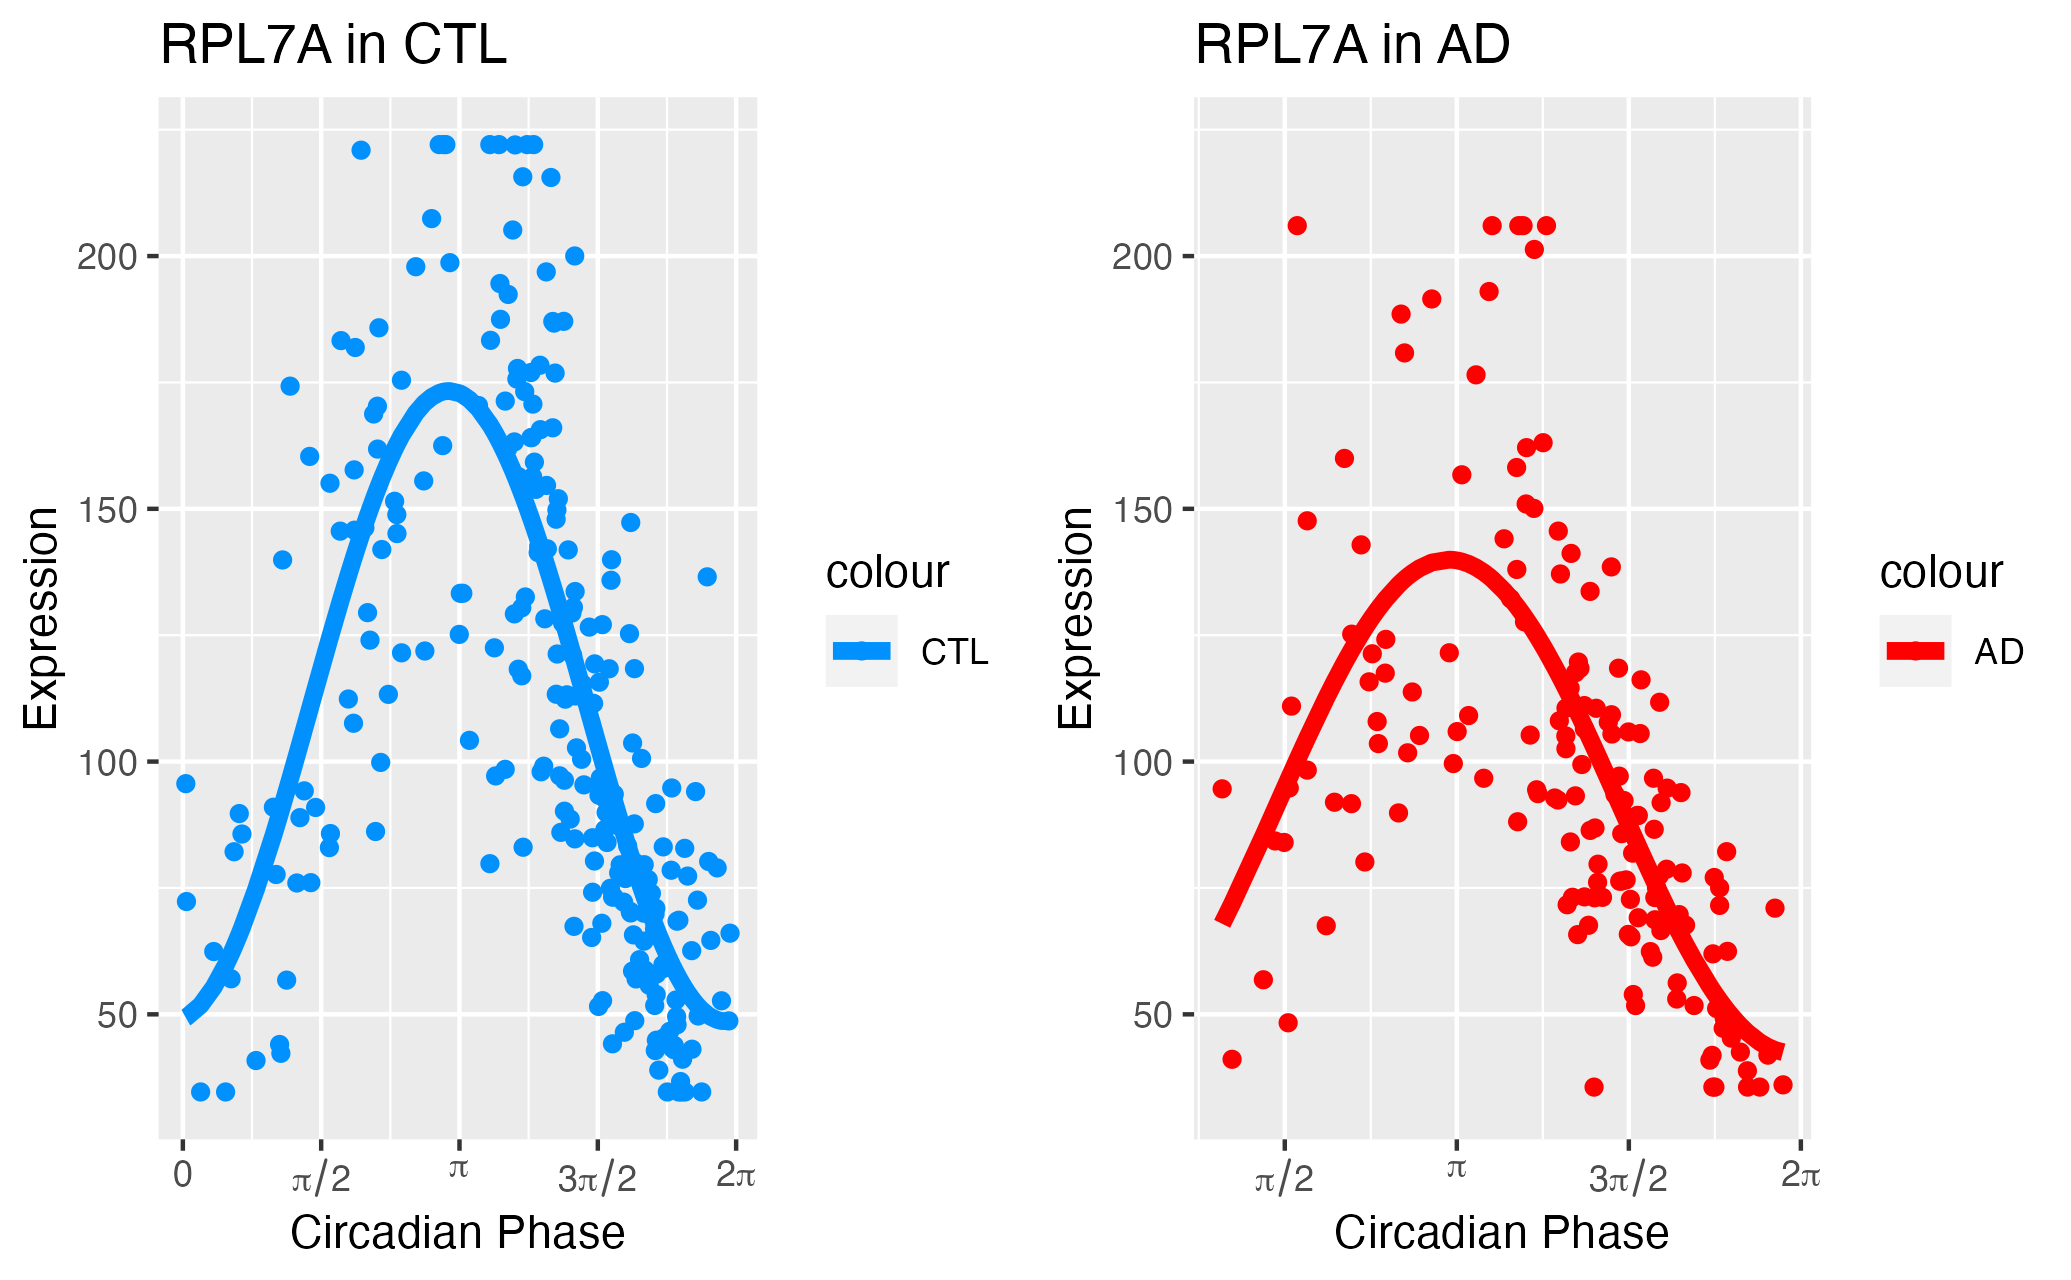 RPL7A in CTL
Expression
200
150
100
50
0
π/2
π
3π/2
2π
Circadian Phase
colour
CTL
RPL7A in AD
Expression
200
150
100
50
π/2
π
3π/2
2π
Circadian Phase
colour
AD